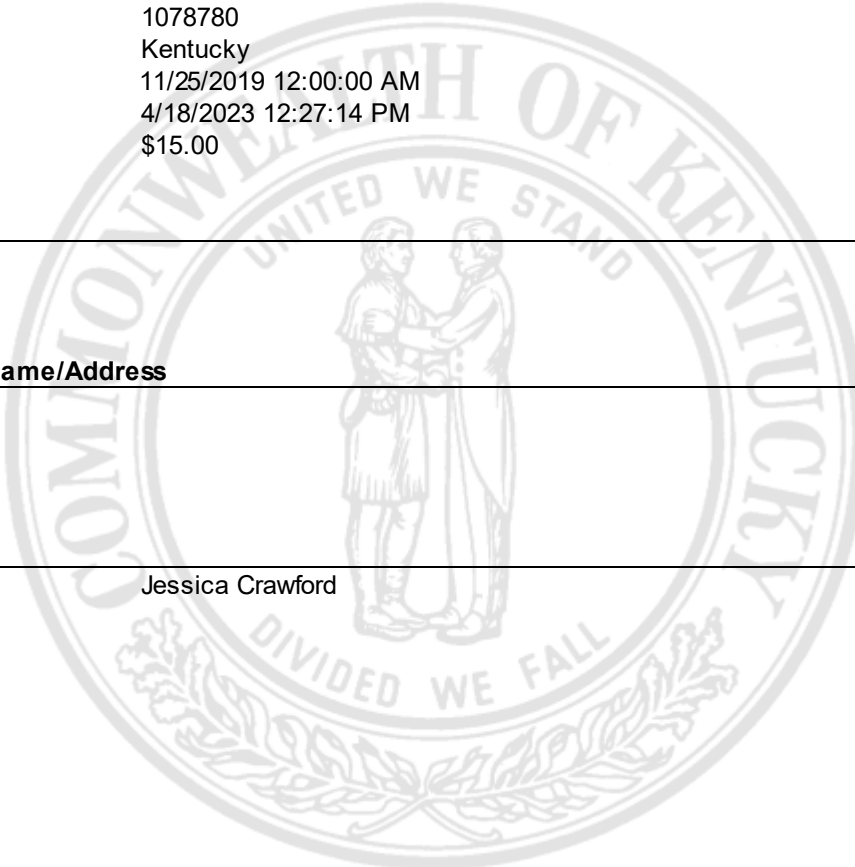 1078780
Kentucky
11/25/2019 12:00:00 AM
4/18/2023 12:27:14 PM
$15.00
COMMONWEALTH OF KENTUCKY
UNITED WE STAND
ame/Address
Jessica Crawford
DIVIDED WE FALL